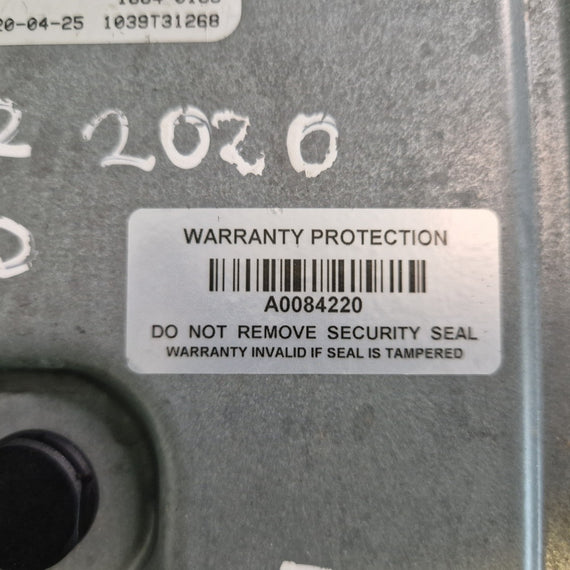 20-04-25 1039T31268
2 2020
WARRANTY PROTECTION
A0084220
DO NOT REMOVE SECURITY SEAL
WARRANTY INVALID IF SEAL IS TAMPERED